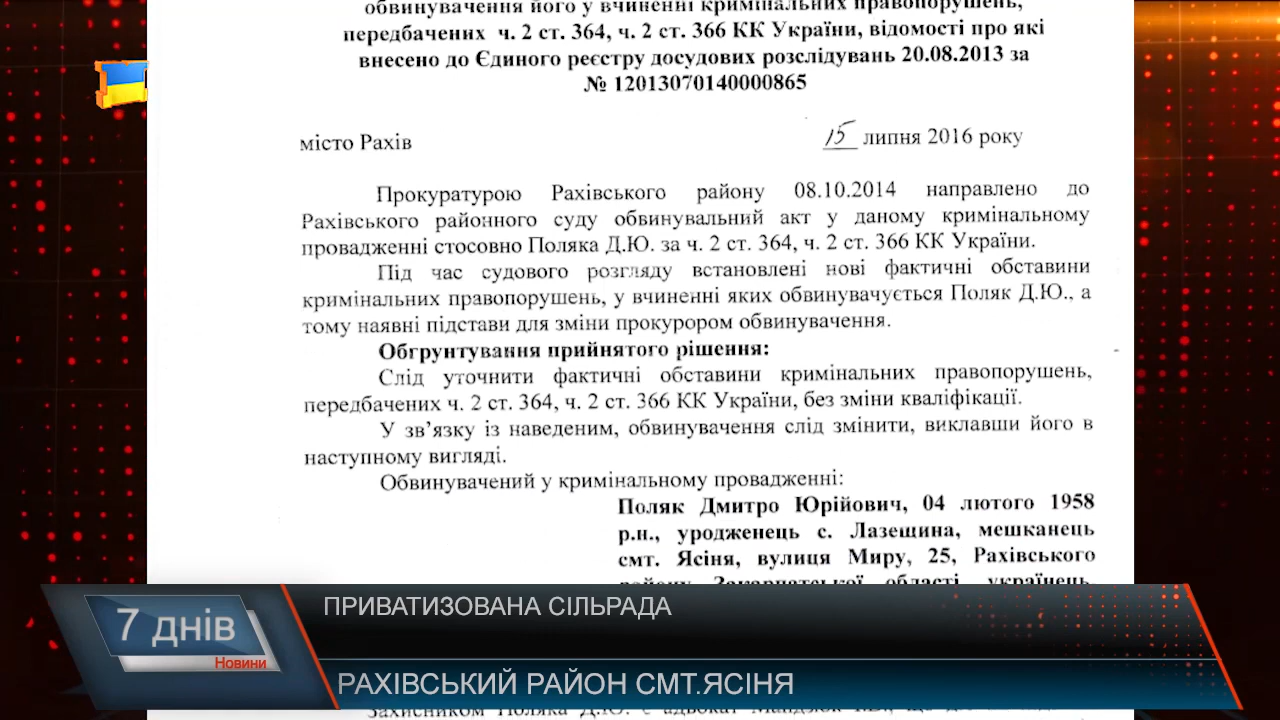 обвинувачення його у вчиненні кримінальних правопорушень,
передбачених ч. 2 ст. 364, ч. 2 ст. 366 КК України, відомості про які
внесено до Єдиного реєстру досудових розслідувань 20.08.2013 за
№ 12013070140000865
місто Рахів
15 липня 2016 року
Прокуратурою Рахівського району 08.10.2014 направлено до
Рахівського районного суду обвинувальний акт у даному кримінальному
провадженні стосовно Поляка Д.Ю. за ч. 2 ст. 364, ч. 2 ст. 366 КК України.
Під час судового розгляду встановлені нові фактичні обставини
кримінальних правопорушень, у вчиненні яких обвинувачується Поляк Д.Ю., а
тому наявні підстави для зміни прокурором обвинувачення.
Обгрунтування прийнятого рішення:
Слід уточнити фактичні обставини кримінальних правопорушень,
передбачених ч. 2 ст. 364, ч. 2 ст. 366 КК України, без зміни кваліфікації.
У зв’язку із наведеним, обвинувачення слід змінити, виклавши його в
наступному вигляді.
Обвинувачений у кримінальному провадженні:
Поляк Дмитро Юрійович, 04 лютого 1958
р.н., уродженець с. Лазещина, мешканець
смт. Ясіня, вулиця Миру, 25, Рахівського
району Закарпатської області, українець,
7 днів
Новини
ПРИВАТИЗОВАНА СІЛЬРАДА
РАХІВСЬКИЙ РАЙОН СМТ.ЯСІНЯ
Захисником Поляка Д.Ю. є адвокат